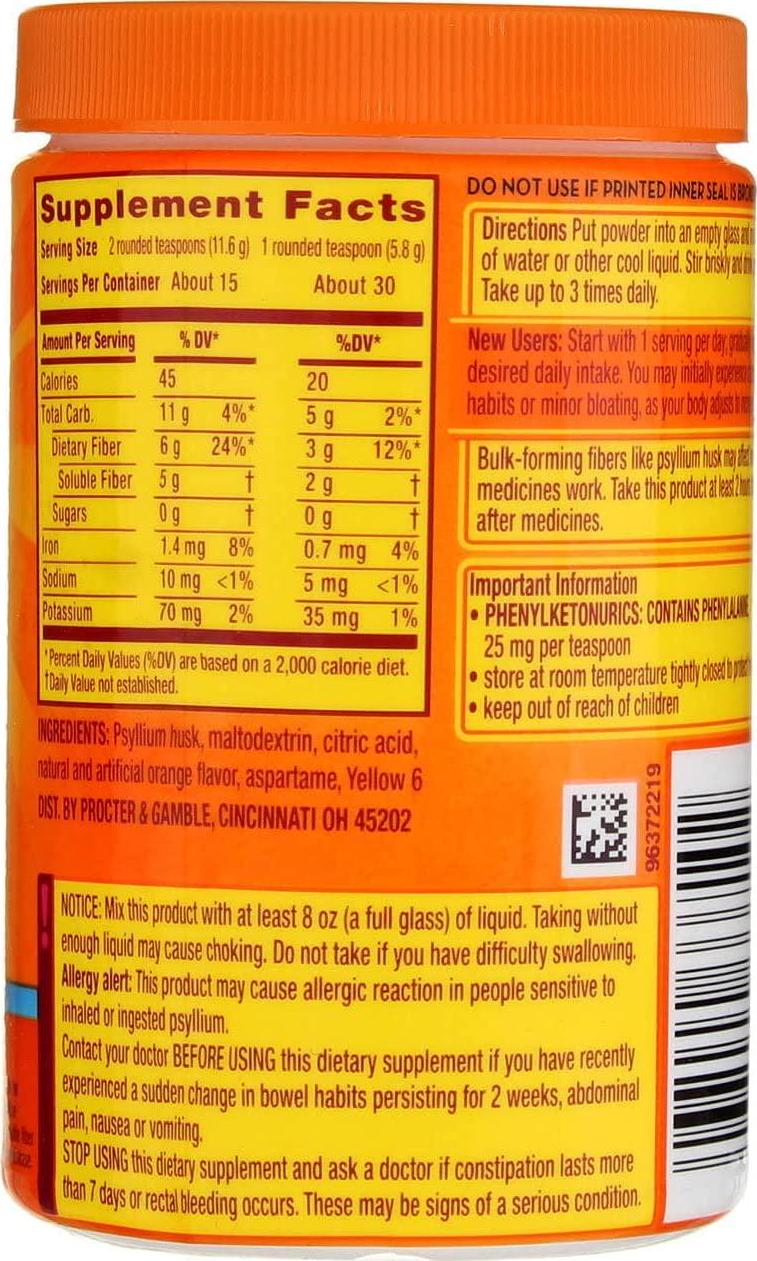 Supplement Facts
Serving Size 2 rounded teaspoons (11.6 g) 1 rounded teaspoon (5.8 g)
Servings Per Container About 15 About 30
Amount Per Serving % DV* %DV*
Calories 45 20
Total Carb. 11 g 4%* 5 g 2%*
Dietary Fiber 6 g 24%* 3 g 12%*
Soluble Fiber 5 g † 2 g †
Sugars 0 g † 0 g †
Iron 1.4 mg 8% 0.7 mg 4%
Sodium 10 mg <1% 5 mg <1%
Potassium 70 mg 2% 35 mg 1%
*Percent Daily Values (%DV) are based on a 2,000 calorie diet.
†Daily Value not established.
INGREDIENTS: Psyllium husk, maltodextrin, citric acid,
natural and artificial orange flavor, aspartame, Yellow 6
DIST. BY PROCTER & GAMBLE, CINCINNATI OH 45202
DO NOT USE IF PRINTED INNER SEAL IS
Directions Put powder into an empty glass and
of water or other cool liquid. Stir briskly and
Take up to 3 times daily.
New Users: Start with 1 serving per day;
desired daily intake. You may initially
habits or minor bloating, as your body adjusts to
Bulk-forming fibers like psyllium husk may
medicines work. Take this product at least 2
after medicines.
Important Information
• PHENYLKETONURICS: CONTAINS PHENYLALANINE
25 mg per teaspoon
• store at room temperature tightly closed to
• keep out of reach of children
96372219
NOTICE: Mix this product with at least 8 oz (a full glass) of liquid. Taking without
enough liquid may cause choking. Do not take if you have difficulty swallowing.
Allergy alert: This product may cause allergic reaction in people sensitive to
inhaled or ingested psyllium.
Contact your doctor BEFORE USING this dietary supplement if you have recently
experienced a sudden change in bowel habits persisting for 2 weeks, abdominal
pain, nausea or vomiting.
STOP USING this dietary supplement and ask a doctor if constipation lasts more
than 7 days or rectal bleeding occurs. These may be signs of a serious condition.